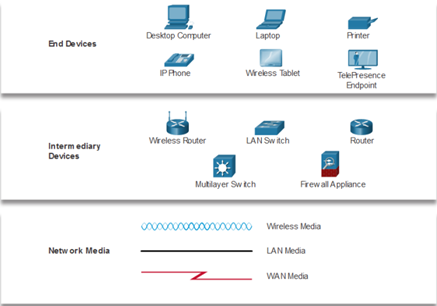 End Devices
Desktop Computer
Laptop
Printer
IP Phone
Wireless Tablet
TelePresence
Endpoint
Intermediary
Devices
Wireless Router
LAN Switch
Router
Multilayer Switch
Firewall Appliance
Network Media
Wireless Media
LAN Media
WAN Media